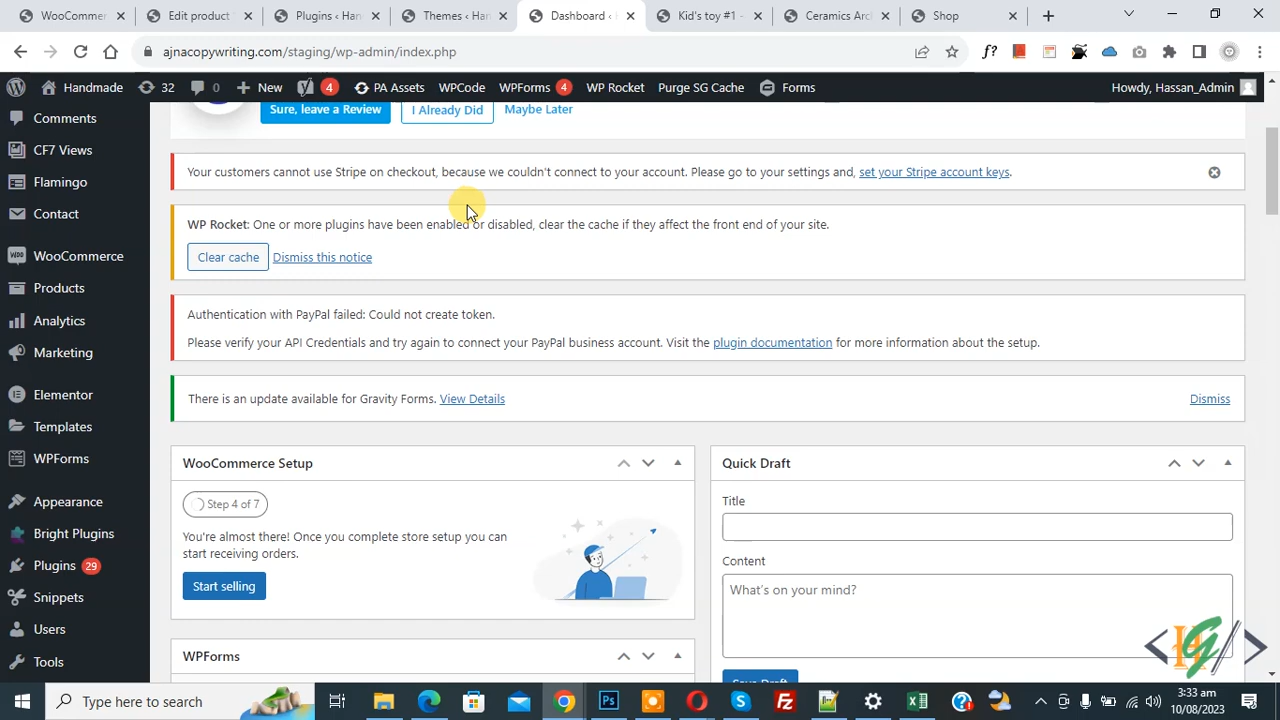 WooCommer
Edit product "
Plugins ‹ Han
Themes ‹ Han
Dashboard ‹ H
Kid's toy #1 -
Ceramics Arc
Shop
ajnacopywriting.com/staging/wp-admin/index.php
Handmade
32
0
New
4
PA Assets
WPCode
WPForms 4
WP Rocket
Purge SG Cache
Forms
Howdy, Hassan_Admin
Comments
CF7 Views
Flamingo
Contact
WooCommerce
Products
Analytics
Marketing
Elementor
Templates
WPForms
Appearance
Bright Plugins
Plugins 29
Snippets
Users
Tools
Sure, leave a Review
I Already Did
Maybe Later
Your customers cannot use Stripe on checkout, because we couldn't connect to your account. Please go to your settings and, set your Stripe account keys.
WP Rocket: One or more plugins have been enabled or disabled, clear the cache if they affect the front end of your site.
Clear cache
Dismiss this notice
Authentication with PayPal failed: Could not create token.
Please verify your API Credentials and try again to connect your PayPal business account. Visit the plugin documentation for more information about the setup.
There is an update available for Gravity Forms. View Details
Dismiss
WooCommerce Setup
Step 4 of 7
You're almost there! Once you complete store setup you can
start receiving orders.
Start selling
WPForms
Quick Draft
Title
Content
What's on your mind?
Save Draft
Type here to search
3:33 am
10/08/2023